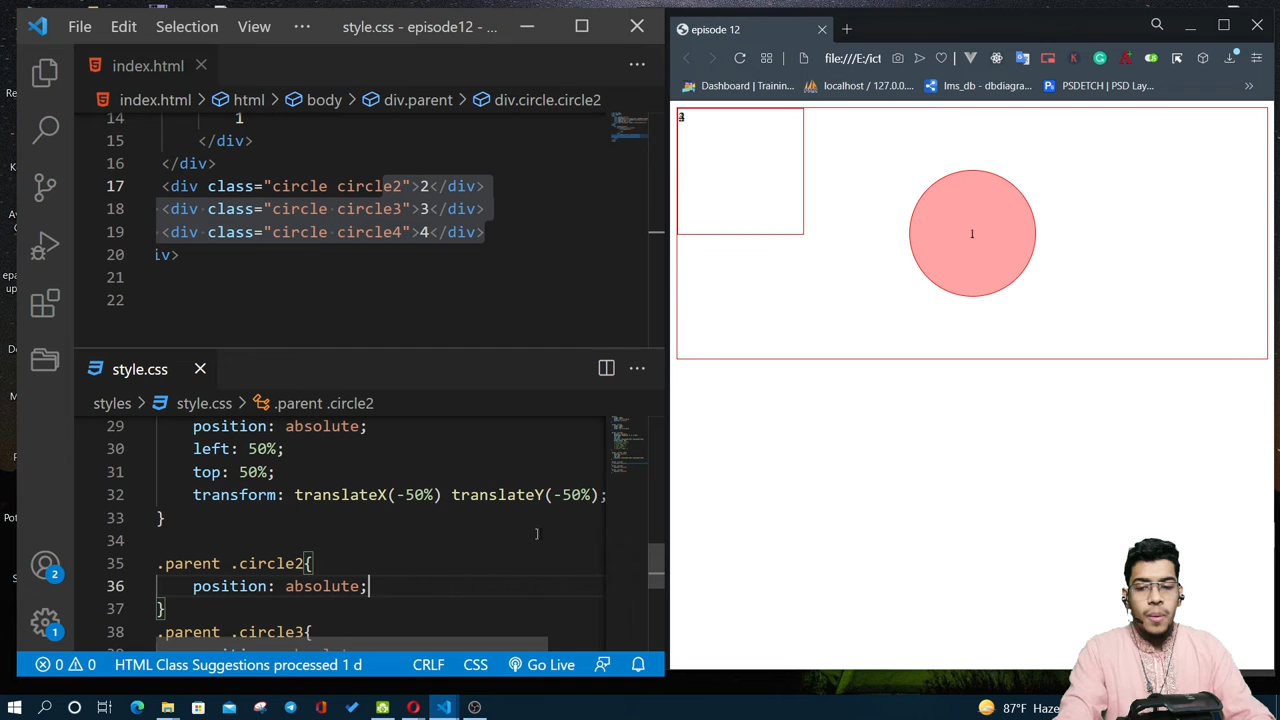 File Edit Selection View style.css - episode12 - ...
index.html
index.html > html > body > div.parent > div.circle.circle2
14 1
15 </div>
16 </div>
17 <div class="circle circle2">2</div>
18 <div class="circle circle3">3</div>
19 <div class="circle circle4">4</div>
20 iv>
21
22
style.css
styles > style.css > .parent .circle2
29 position: absolute;
30 left: 50%;
31 top: 50%;
32 transform: translateX(-50%) translateY(-50%);
33 }
34
35 .parent .circle2{
36 position: absolute;
37 }
38 .parent .circle3{
2
1
0 0 HTML Class Suggestions processed 1 d CRLF CSS Go Live
episode 12
file:///E:/ict
Dashboard | Trainin... localhost / 127.0.0.... lms_db - dbdiagra... PSDETCH | PSD Lay... »
1
87°F Haze